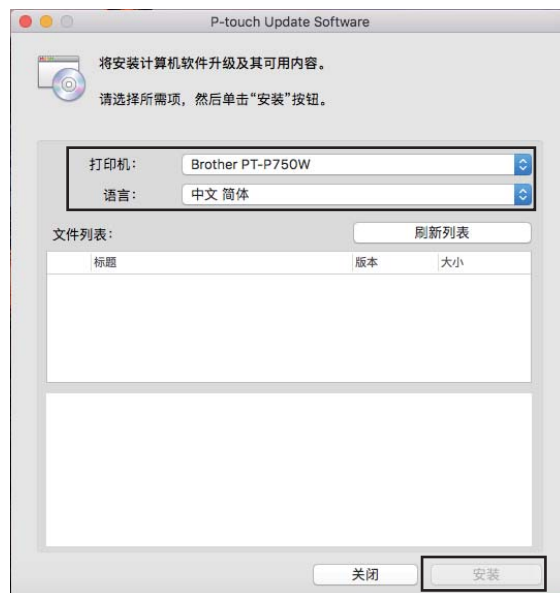 P-touch Update Software
将安装计算机软件升级及其可用内容。
请选择所需项，然后单击“安装”按钮。
打印机： Brother PT-P750W
语言： 中文 简体
文件列表： 刷新列表
标题 版本 大小
关闭 安装